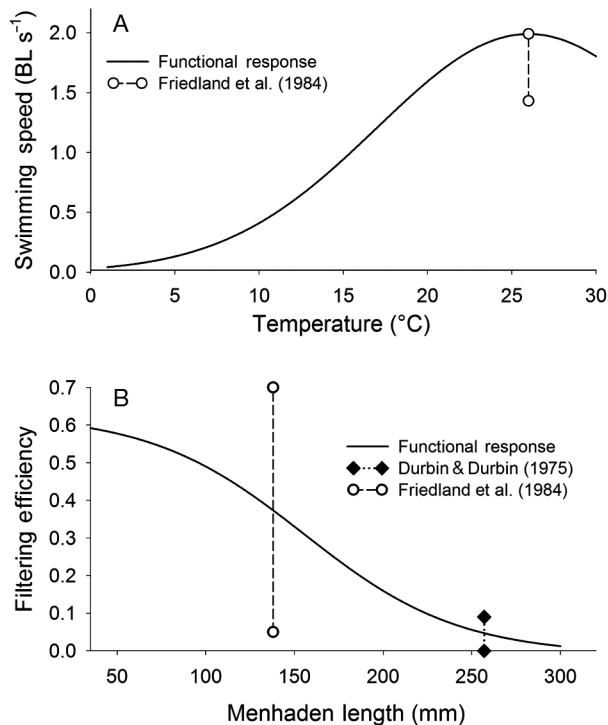 A
Swimming speed (BL s⁻¹)
2.0
1.5
1.0
0.5
0.0
Functional response
Friedland et al. (1984)
0 5 10 15 20 25 30
Temperature (°C)
B
Filtering efficiency
0.7
0.6
0.5
0.4
0.3
0.2
0.1
0.0
Functional response
Durbin & Durbin (1975)
Friedland et al. (1984)
50 100 150 200 250 300
Menhaden length (mm)